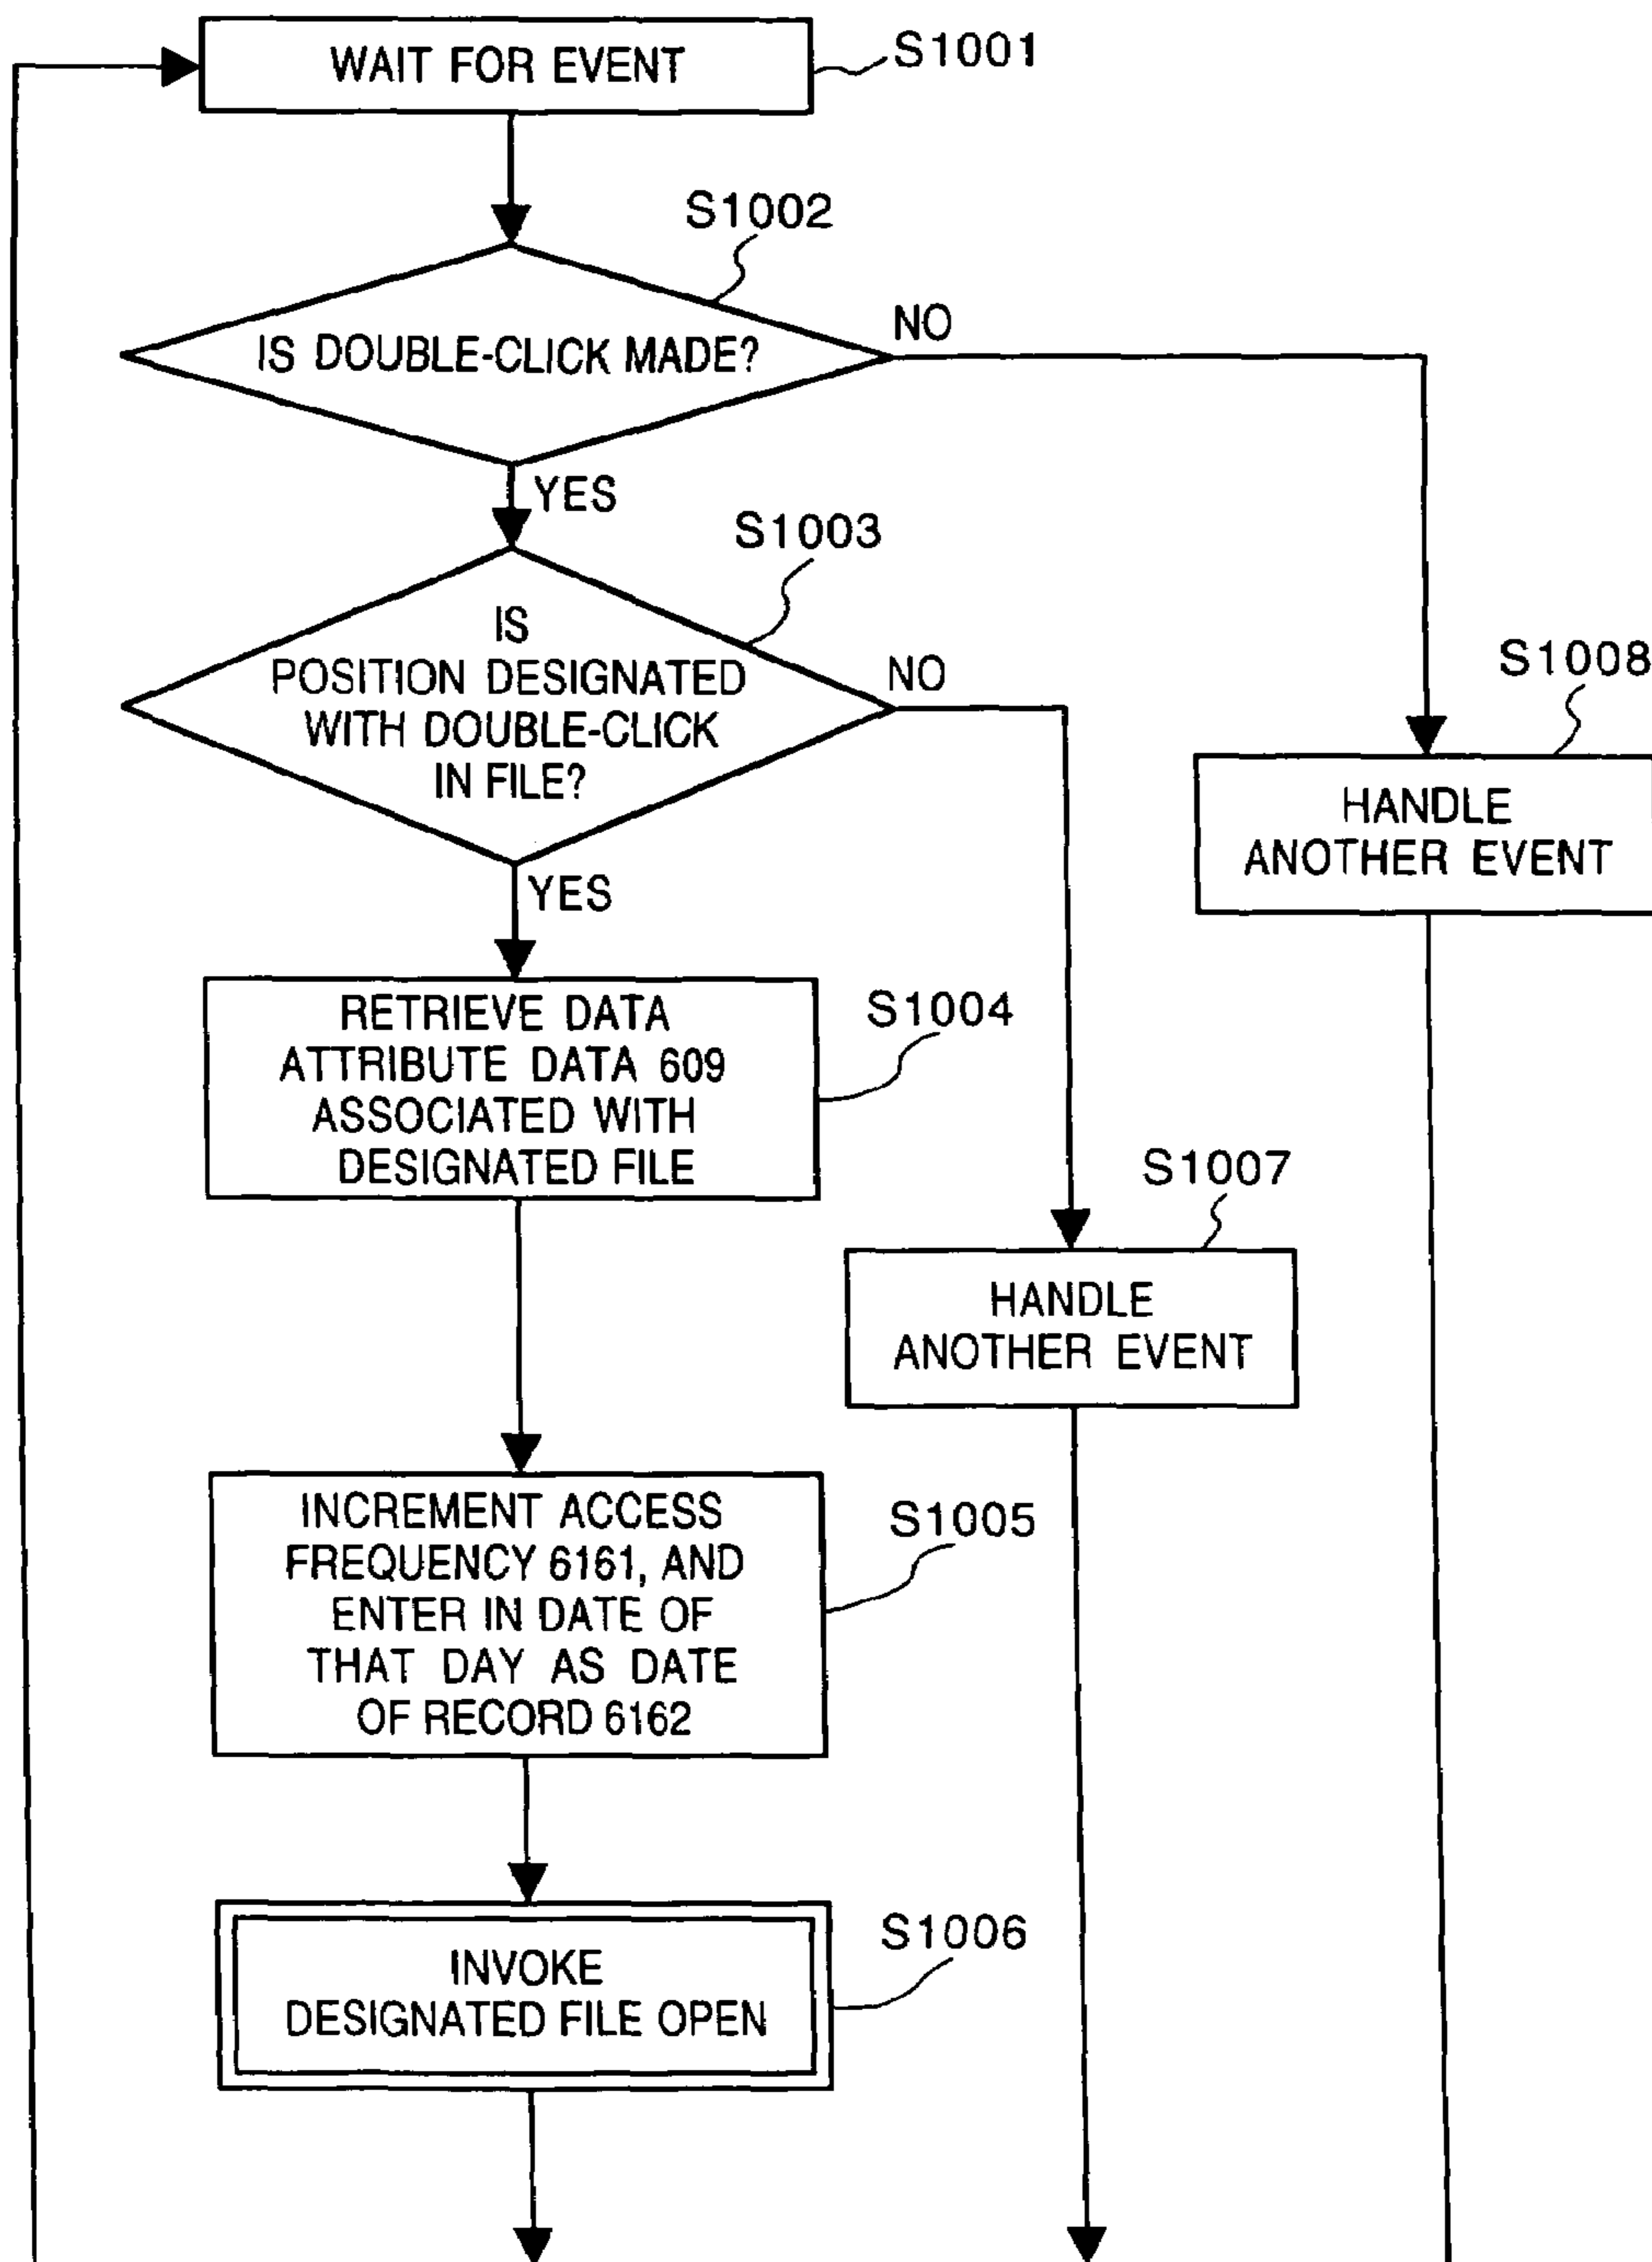 WAIT FOR EVENT
S1001
S1002
IS DOUBLE-CLICK MADE?
NO
YES
S1003
IS
POSITION DESIGNATED
WITH DOUBLE-CLICK
IN FILE?
NO
YES
S1008
HANDLE
ANOTHER EVENT
RETRIEVE DATA
ATTRIBUTE DATA 609
ASSOCIATED WITH
DESIGNATED FILE
S1004
S1007
HANDLE
ANOTHER EVENT
INCREMENT ACCESS
FREQUENCY 6161, AND
ENTER IN DATE OF
THAT DAY AS DATE
OF RECORD 6162
S1005
INVOKE
DESIGNATED FILE OPEN
S1006